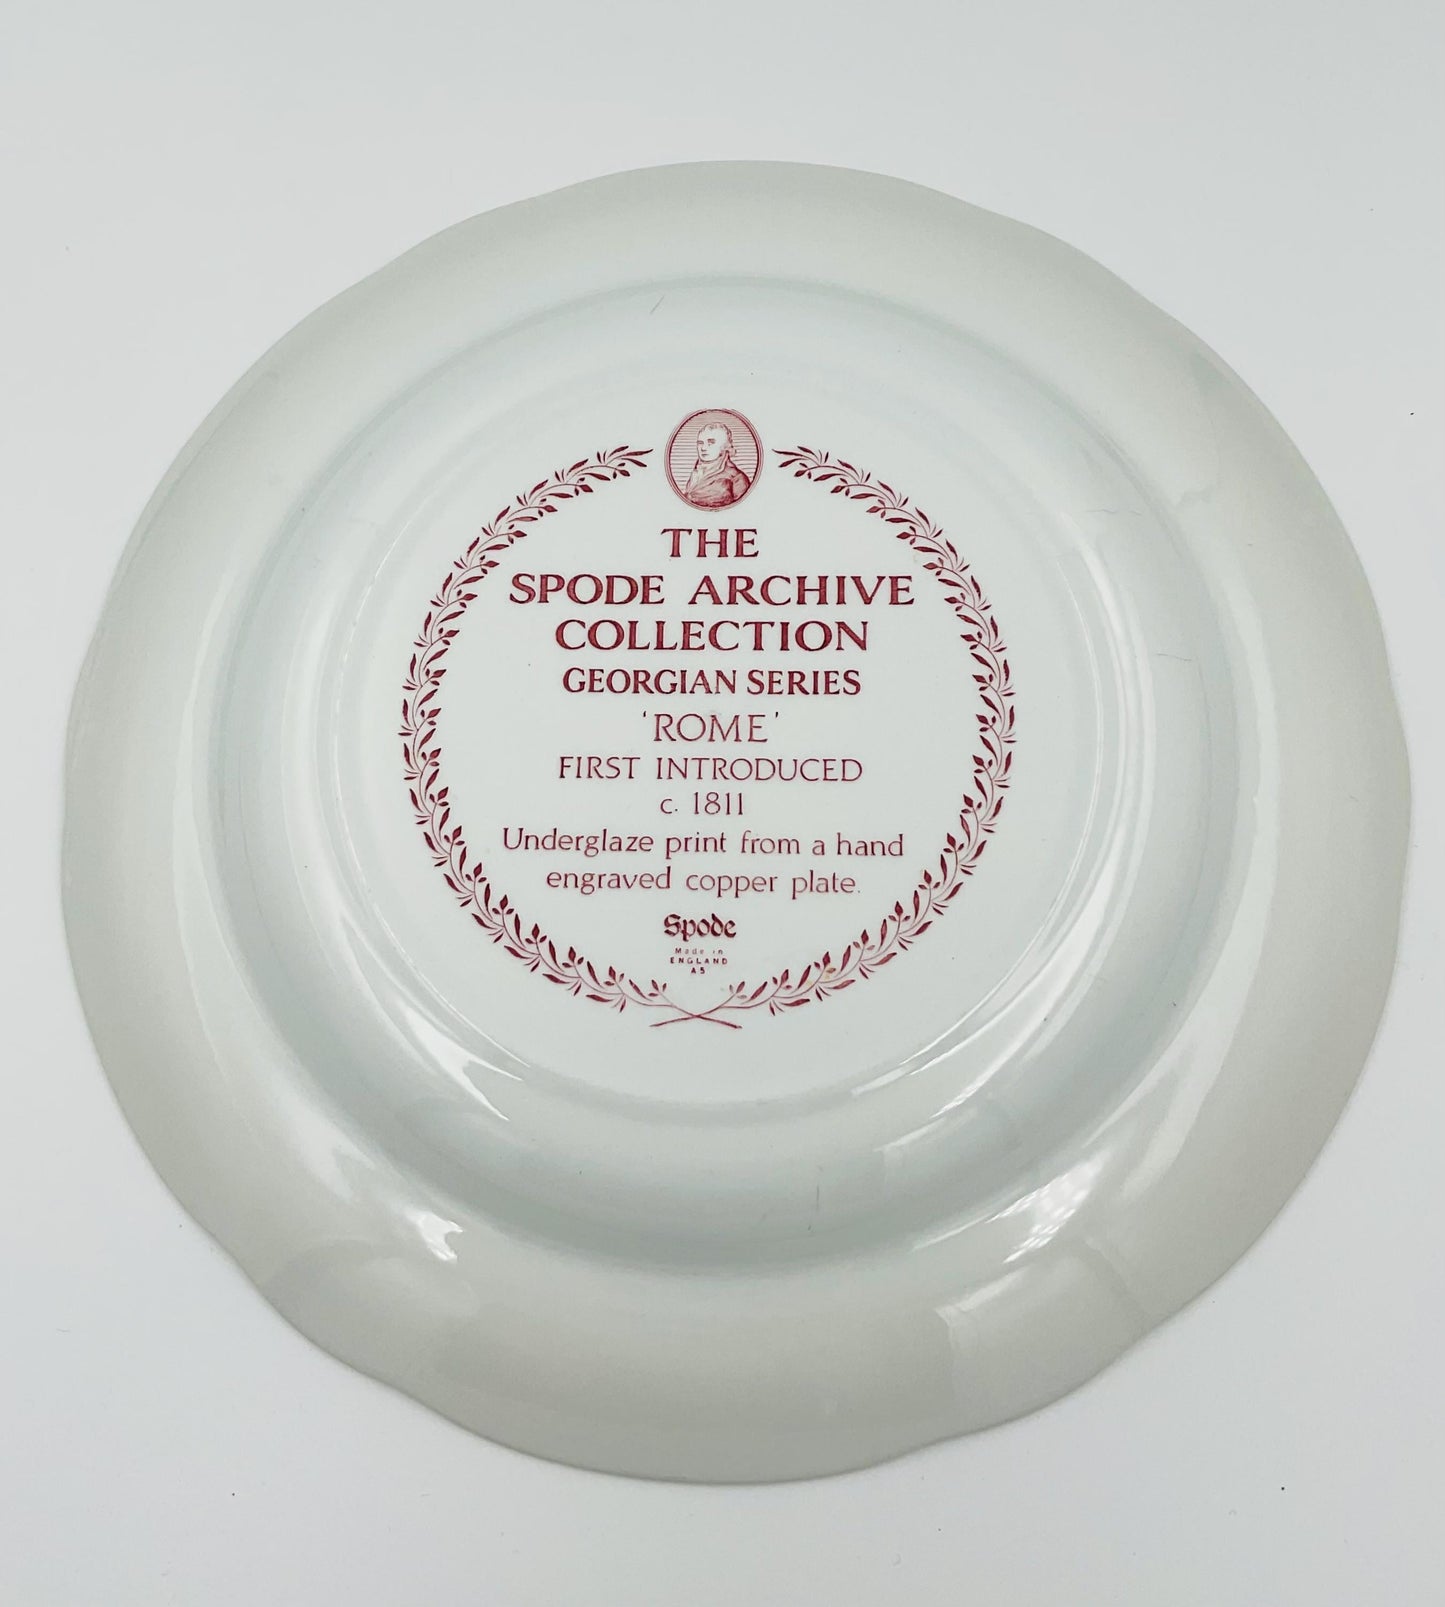 THE
SPODE ARCHIVE
COLLECTION
GEORGIAN SERIES
'ROME'
FIRST INTRODUCED
c. 1811
Underglaze print from a hand
engraved copper plate.
Spode
Made in
ENGLAND
A5